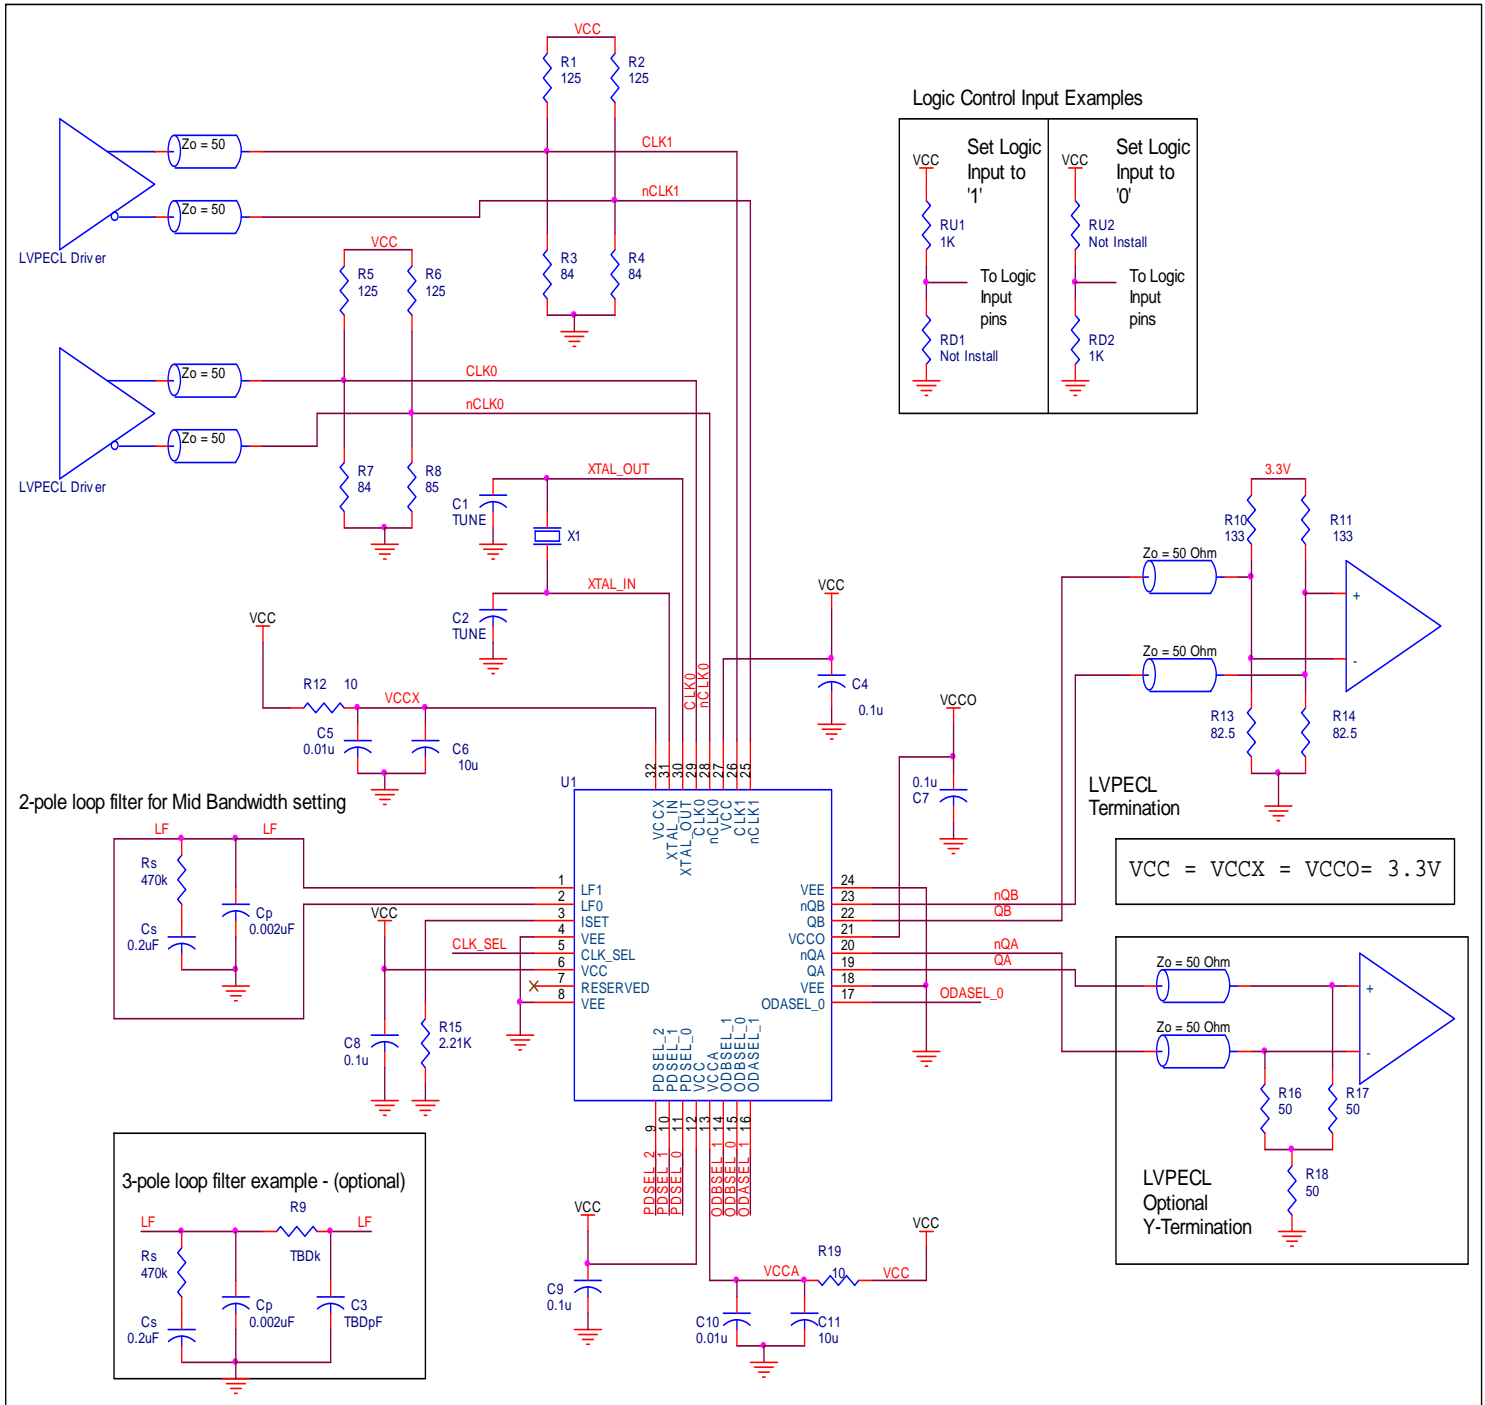 VCC
R1
125
R2
125
Zo = 50
CLK1
Zo = 50
nCLK1
LVPECL Driver
R3
84
R4
84
VCC
R5
125
R6
125
Zo = 50
CLK0
nCLK0
Zo = 50
LVPECL Driver
R7
84
R8
85
Logic Control Input Examples
VCC
Set Logic
Input to
'1'
RU1
1K
To Logic
Input
pins
RD1
Not Install
VCC
Set Logic
Input to
'0'
RU2
Not Install
To Logic
Input
pins
RD2
1K
XTAL_OUT
C1
TUNE
X1
XTAL_IN
C2
TUNE
VCC
R12 10
VCCX
C5
0.01u
C6
10u
CLK0
nCLK0
VCC
C4
0.1u
VCCO
0.1u
C7
3.3V
R10
133
R11
133
Zo = 50 Ohm
+
Zo = 50 Ohm
-
R13
82.5
R14
82.5
LVPECL
Termination
VCC = VCCX = VCCO= 3.3V
2-pole loop filter for Mid Bandwidth setting
LF
LF
Rs
470k
Cs
0.2uF
Cp
0.002uF
U1
32
31
30
29
28
27
26
25
VCCX
XTAL_IN
XTAL_OUT
CLK0
nCLK0
VCC
CLK1
nCLK1
1
LF1
2
LF0
3
ISET
4
VEE
5
CLK_SEL
6
VCC
7
RESERVED
8
VEE
24
VEE
23
nQB
22
QB
21
VCCO
20
nQA
19
QA
18
VEE
17
ODASEL_0
PDSEL_2
PDSEL_1
PDSEL_0
VCC
VCCA
ODBSEL_1
ODBSEL_0
ODASEL_1
9
10
11
12
13
14
15
16
PDSEL_2
PDSEL_1
PDSEL_0
ODBSEL_1
ODBSEL_0
ODASEL_1
VCC
CLK_SEL
C8
0.1u
R15
2.21K
nQB
QB
nQA
QA
ODASEL_0
Zo = 50 Ohm
+
Zo = 50 Ohm
-
R16
50
R17
50
R18
50
LVPECL
Optional
Y-Termination
3-pole loop filter example - (optional)
LF
R9
LF
TBDk
Rs
470k
Cs
0.2uF
Cp
0.002uF
C3
TBDpF
VCC
C9
0.1u
VCCA
R19
10
VCC
VCC
C10
0.01u
C11
10u